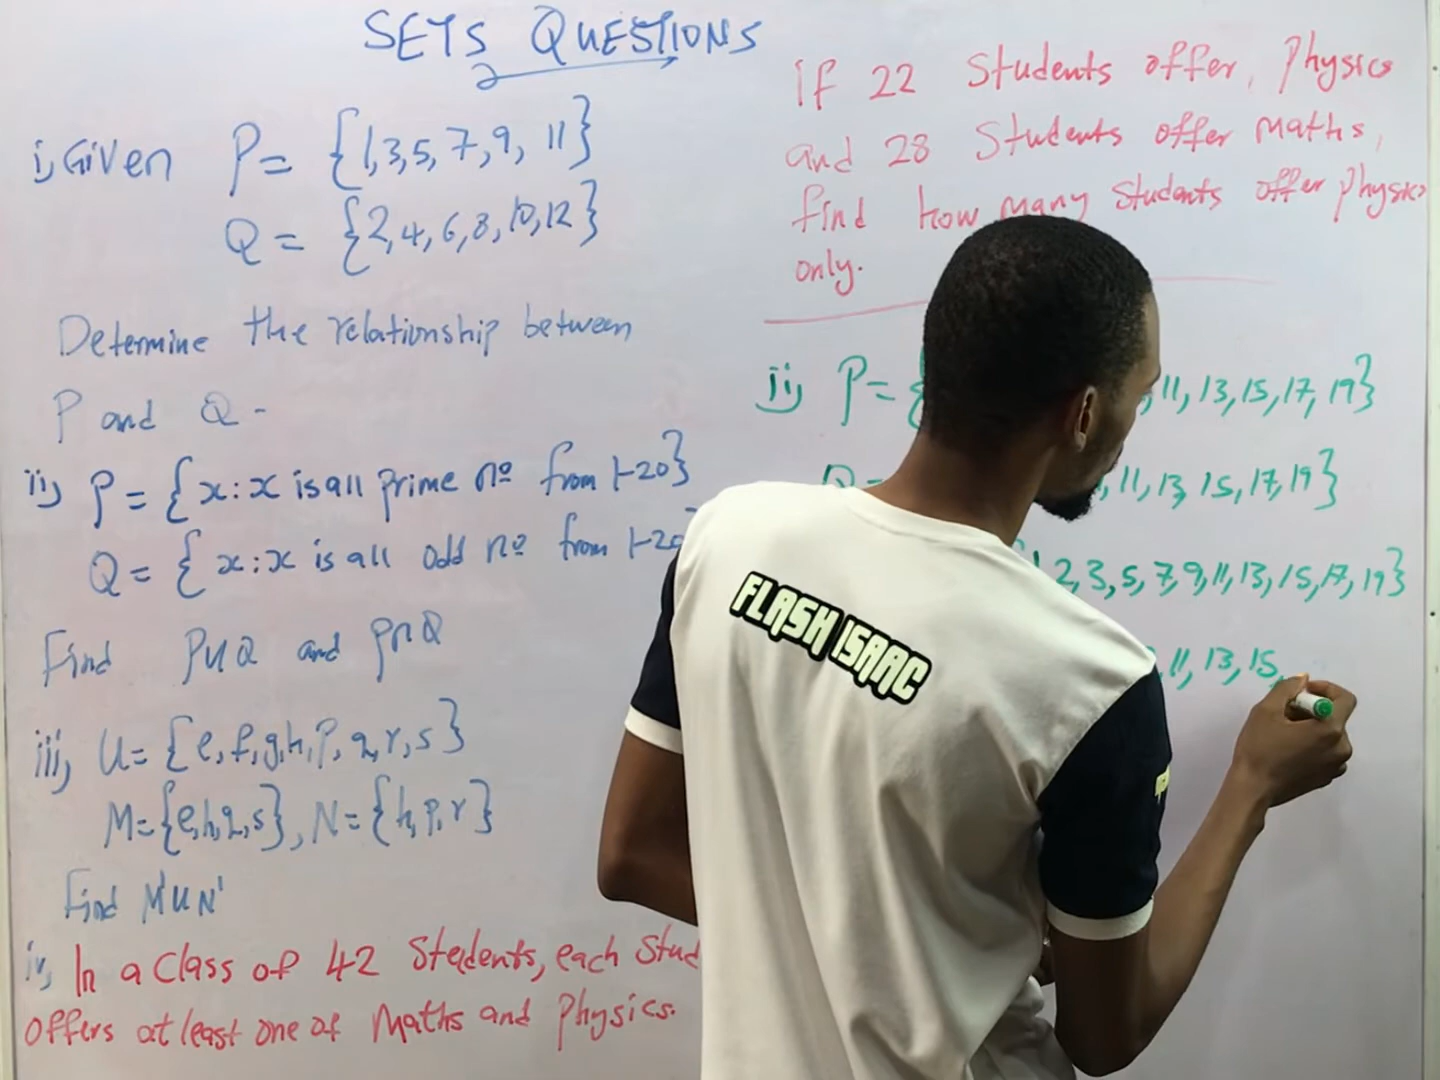 SETS QUESTIONS
i, Given P = {1,3,5,7,9, 11}
Q = {2,4,6,8,10,12}
Determine the relationship between
P and Q -
ii, P = {x:x is all prime no from 1-20}
Q = { x:x is all odd no from 1-20
Find PUQ and P∩Q
iii, U= {e,f,g,h,p,q,r,s}
M={e,h,q,s}, N={h,p,r}
find M'UN'
iv, In a class of 42 Students, each Stud
offers at least one of Maths and physics.
if 22 Students offer, Physics
and 28 Students offer maths,
find how many Students offer physics
only.
ii, P= { 11, 13, 15, 17, 19}
Q = ,11, 13, 15, 17, 19}
2,3,5,7,9,11,13,15,17,19}
,11, 13, 15,
FLASH ISAAC